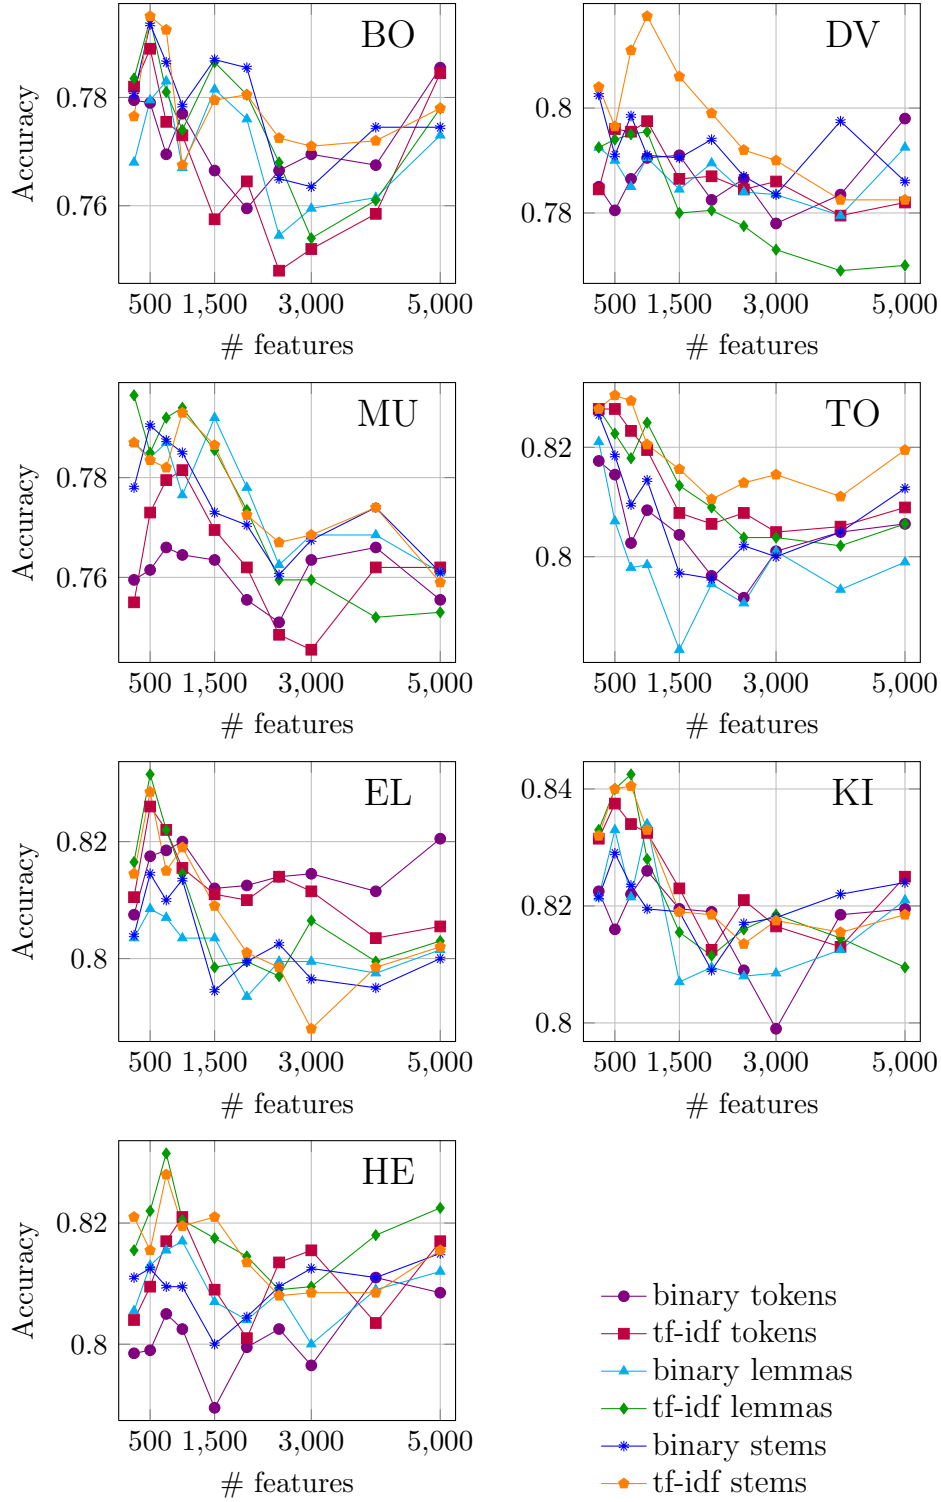 BO
0.78
0.76
Accuracy
500 1,500 3,000 5,000
# features
DV
0.8
0.78
500 1,500 3,000 5,000
# features
MU
0.78
0.76
Accuracy
500 1,500 3,000 5,000
# features
TO
0.82
0.8
500 1,500 3,000 5,000
# features
EL
0.82
0.8
Accuracy
500 1,500 3,000 5,000
# features
KI
0.84
0.82
0.8
500 1,500 3,000 5,000
# features
HE
0.82
0.8
Accuracy
500 1,500 3,000 5,000
# features
binary tokens
tf-idf tokens
binary lemmas
tf-idf lemmas
binary stems
tf-idf stems